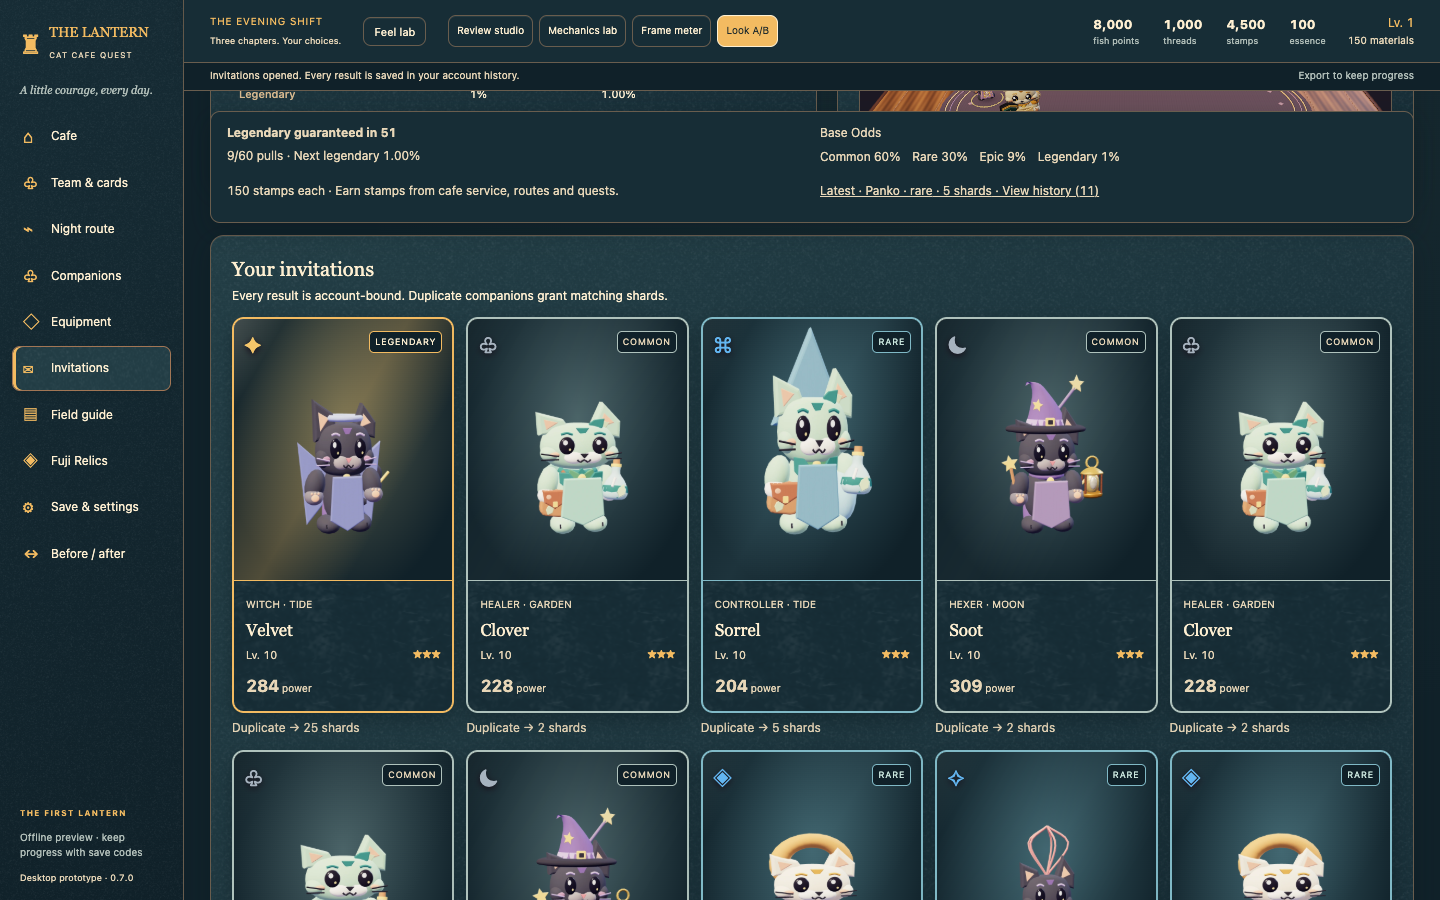 THE LANTERN
CAT CAFE QUEST
A little courage, every day.
Cafe
Team & cards
Night route
Companions
Equipment
Invitations
Field guide
Fuji Relics
Save & settings
Before / after
THE FIRST LANTERN
Offline preview · keep
progress with save codes
Desktop prototype · 0.7.0
THE EVENING SHIFT
Three chapters. Your choices.
Feel lab
Review studio
Mechanics lab
Frame meter
Look A/B
8,000
fish points
1,000
threads
4,500
stamps
100
essence
Lv. 1
150 materials
Invitations opened. Every result is saved in your account history.
Export to keep progress
Legendary 1% 1.00%
Legendary guaranteed in 51
9/60 pulls · Next legendary 1.00%
150 stamps each · Earn stamps from cafe service, routes and quests.
Base Odds
Common 60% Rare 30% Epic 9% Legendary 1%
Latest · Panko · rare · 5 shards · View history (11)
Your invitations
Every result is account-bound. Duplicate companions grant matching shards.
LEGENDARY
WITCH · TIDE
Velvet
Lv. 10
284 power
Duplicate → 25 shards
COMMON
HEALER · GARDEN
Clover
Lv. 10
228 power
Duplicate → 2 shards
RARE
CONTROLLER · TIDE
Sorrel
Lv. 10
204 power
Duplicate → 5 shards
COMMON
HEXER · MOON
Soot
Lv. 10
309 power
Duplicate → 2 shards
COMMON
HEALER · GARDEN
Clover
Lv. 10
228 power
Duplicate → 2 shards
COMMON
COMMON
RARE
RARE
RARE